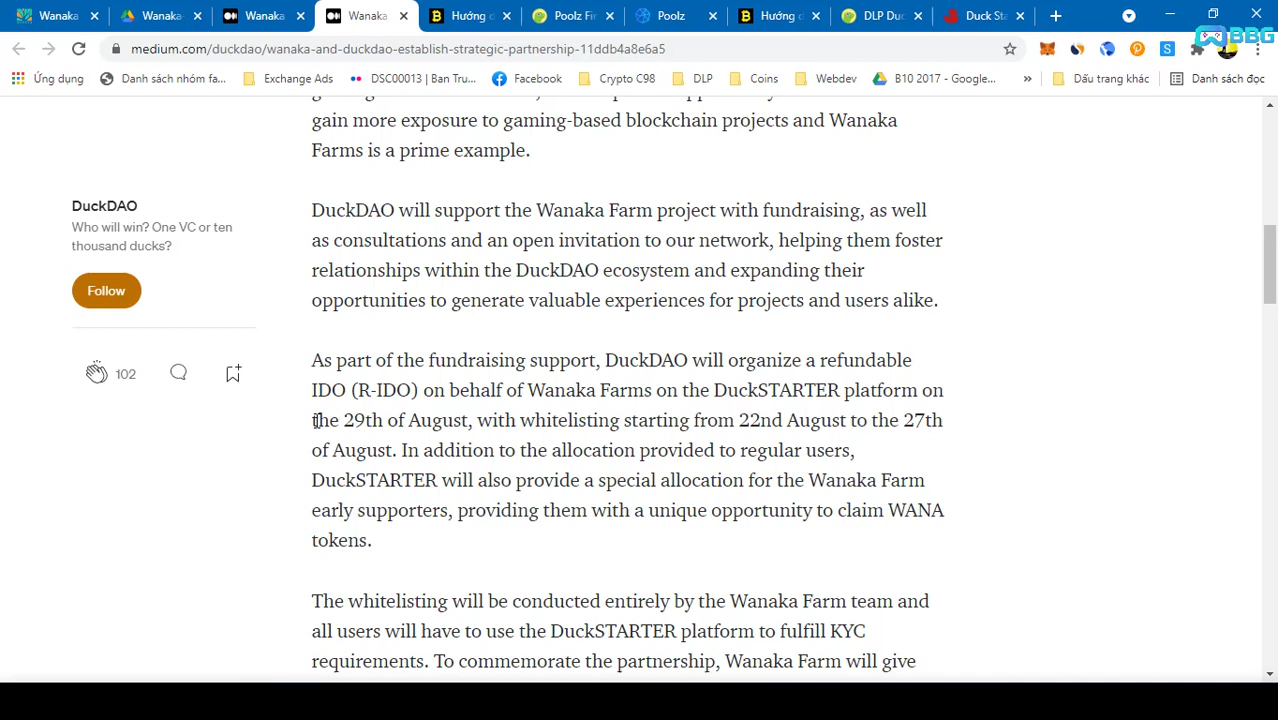 Wanaka
Wanaka
Wanaka
Wanaka
Hướng d
Poolz Fi
Poolz
Hướng d
DLP Duc
Duck Sta
BBG
medium.com/duckdao/wanaka-and-duckdao-establish-strategic-partnership-11ddb4a8e6a5
Ứng dụng
Danh sách nhóm fa...
Exchange Ads
DSC00013 | Ban Tru...
Facebook
Crypto C98
DLP
Coins
Webdev
B10 2017 - Google...
»
Dấu trang khác
Danh sách đọc
gain more exposure to gaming-based blockchain projects and Wanaka
Farms is a prime example.
DuckDAO
Who will win? One VC or ten
thousand ducks?
Follow
102
DuckDAO will support the Wanaka Farm project with fundraising, as well
as consultations and an open invitation to our network, helping them foster
relationships within the DuckDAO ecosystem and expanding their
opportunities to generate valuable experiences for projects and users alike.
As part of the fundraising support, DuckDAO will organize a refundable
IDO (R-IDO) on behalf of Wanaka Farms on the DuckSTARTER platform on
the 29th of August, with whitelisting starting from 22nd August to the 27th
of August. In addition to the allocation provided to regular users,
DuckSTARTER will also provide a special allocation for the Wanaka Farm
early supporters, providing them with a unique opportunity to claim WANA
tokens.
The whitelisting will be conducted entirely by the Wanaka Farm team and
all users will have to use the DuckSTARTER platform to fulfill KYC
requirements. To commemorate the partnership, Wanaka Farm will give